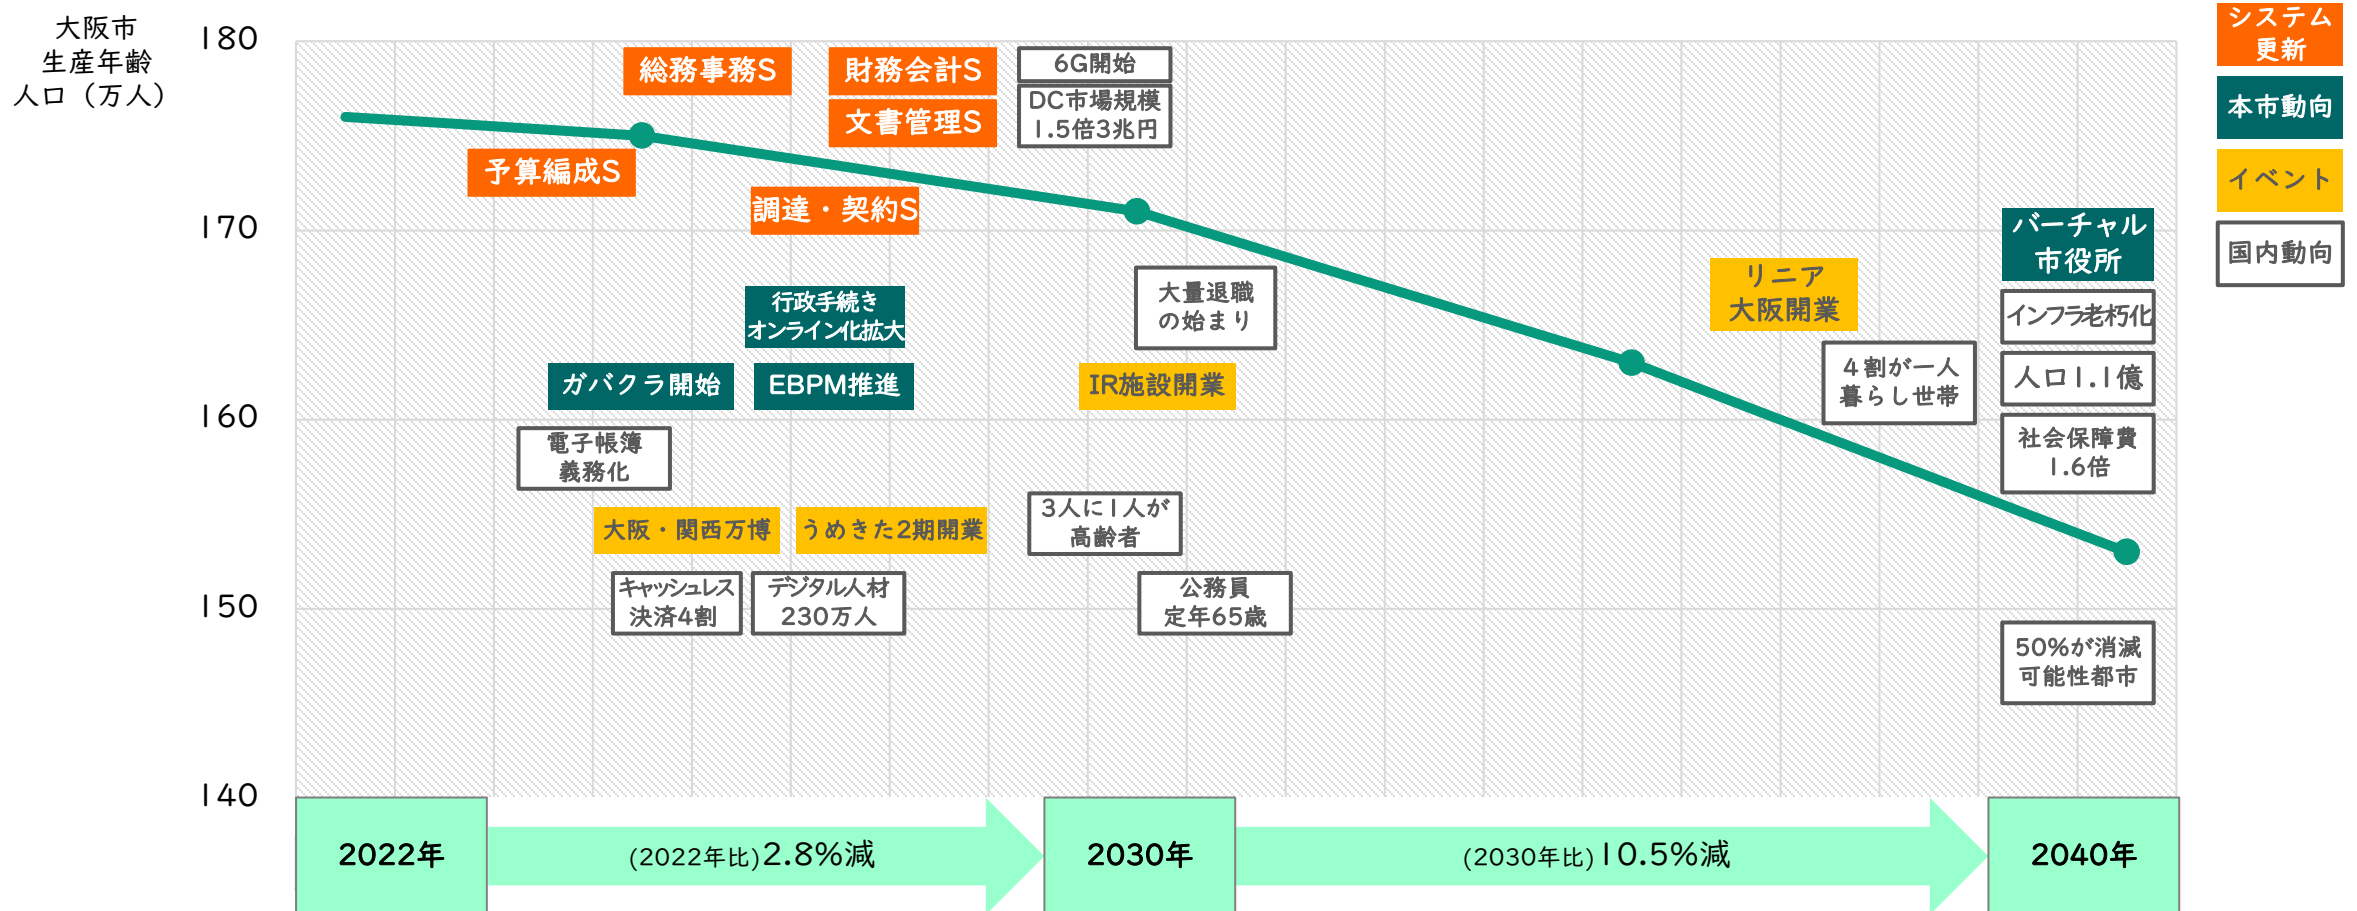 大阪市
生産年齢
人口（万人）
180
170
160
150
140
総務事務S
財務会計S
文書管理S
予算編成S
調達・契約S
6G開始
DC市場規模
1.5倍3兆円
行政手続き
オンライン化拡大
ガバクラ開始
EBPM推進
大量退職
の始まり
IR施設開業
電子帳簿
義務化
大阪・関西万博
うめきた2期開業
3人に1人が
高齢者
キャッシュレス
決済4割
デジタル人材
230万人
公務員
定年65歳
リニア
大阪開業
４割が一人
暮らし世帯
バーチャル
市役所
インフラ老朽化
人口1.1億
社会保障費
1.6倍
50%が消滅
可能性都市
システム
更新
本市動向
イベント
国内動向
2022年
(2022年比)2.8%減
2030年
(2030年比)10.5%減
2040年